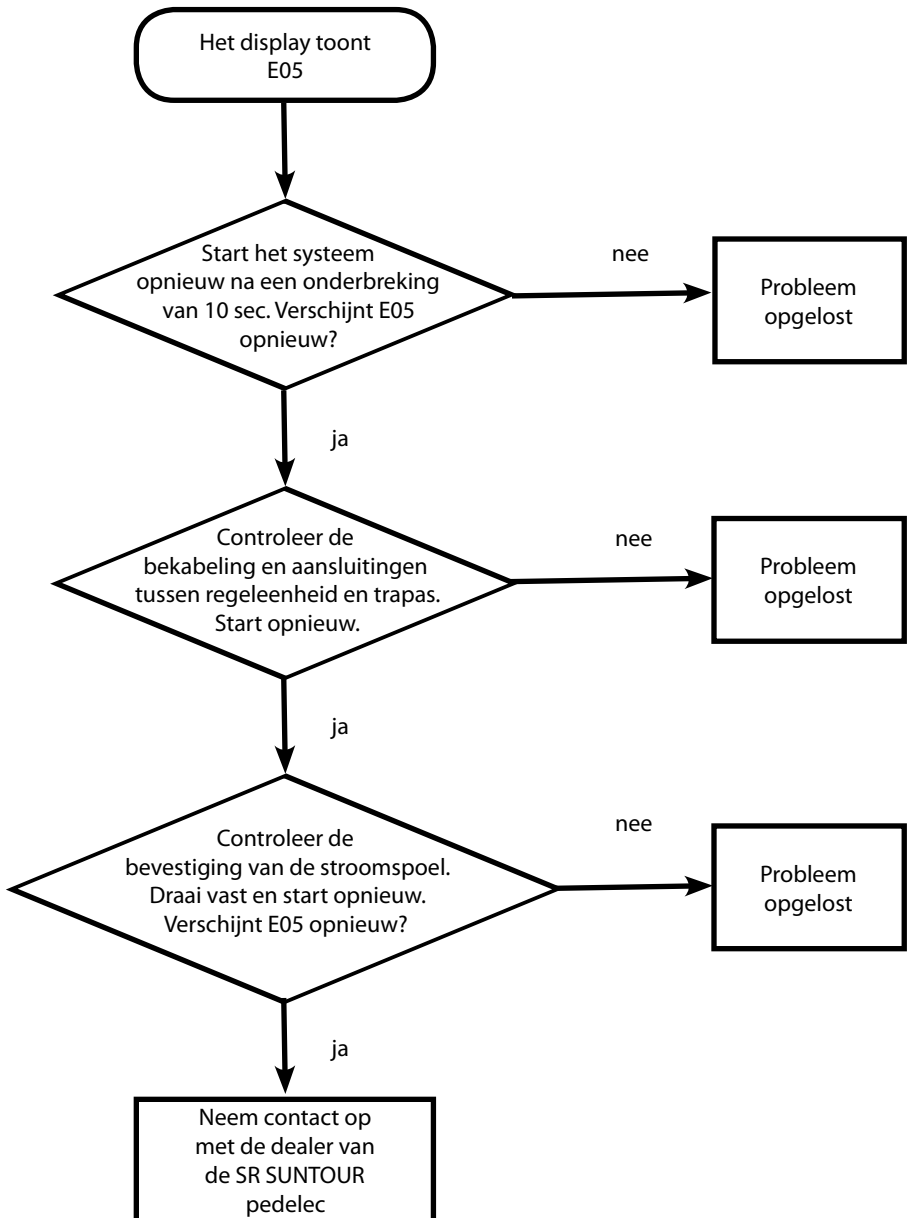 Het display toont
E05
Start het systeem
opnieuw na een onderbreking
van 10 sec. Verschijnt E05
opnieuw?
nee
Probleem
opgelost
ja
Controleer de
bekabeling en aansluitingen
tussen regeleenheid en trapas.
Start opnieuw.
nee
Probleem
opgelost
ja
Controleer de
bevestiging van de stroomspoel.
Draai vast en start opnieuw.
Verschijnt E05 opnieuw?
nee
Probleem
opgelost
ja
Neem contact op
met de dealer van
de SR SUNTOUR
pedelec